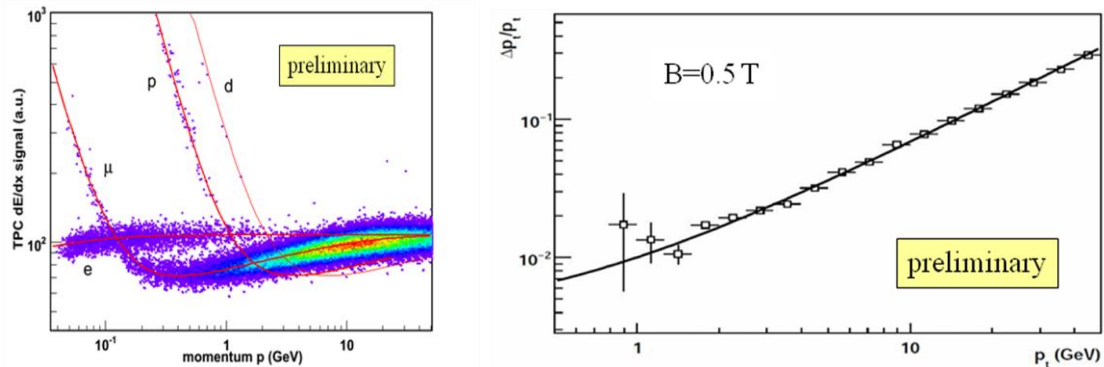 TPC dE/dx signal (a.u.)
10³
10²
preliminary
p
d
μ
e
10⁻¹
1
10
momentum p (GeV)
Δpₜ/pₜ
B=0.5 T
10⁻¹
10⁻²
preliminary
1
10
pₜ (GeV)